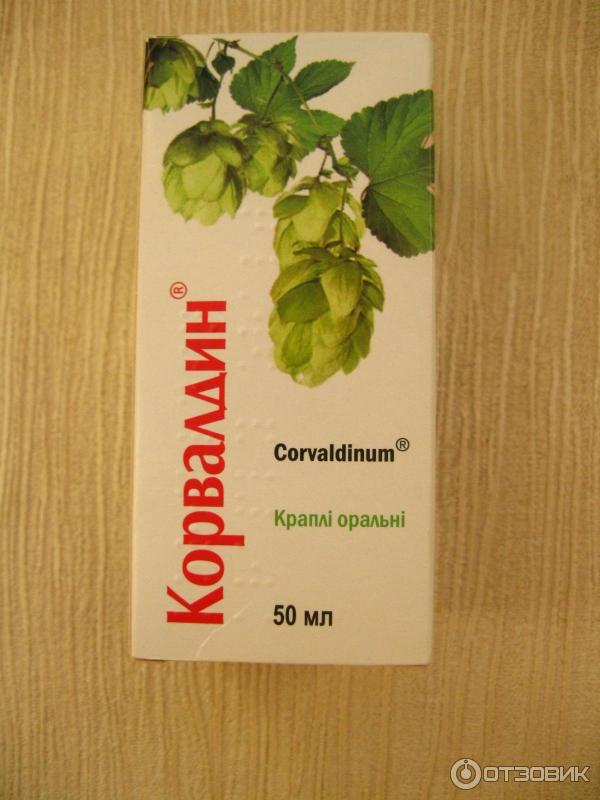 Корвалдин®
Corvaldinum®
Краплі оральні
50 мл
ОТЗОВИК